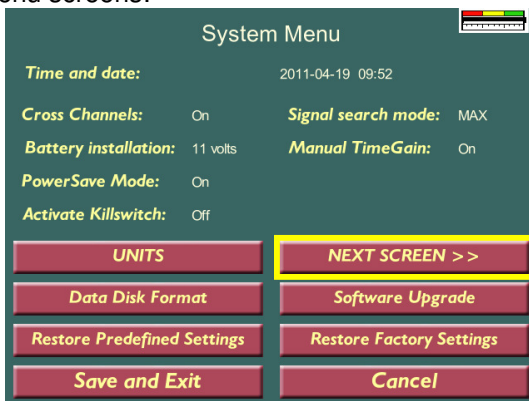 System Menu
Time and date: 2011-04-19 09:52
Cross Channels: On Signal search mode: MAX
Battery installation: 11 volts Manual TimeGain: On
PowerSave Mode: On
Activate Killswitch: Off
UNITS NEXT SCREEN >>
Data Disk Format Software Upgrade
Restore Predefined Settings Restore Factory Settings
Save and Exit Cancel